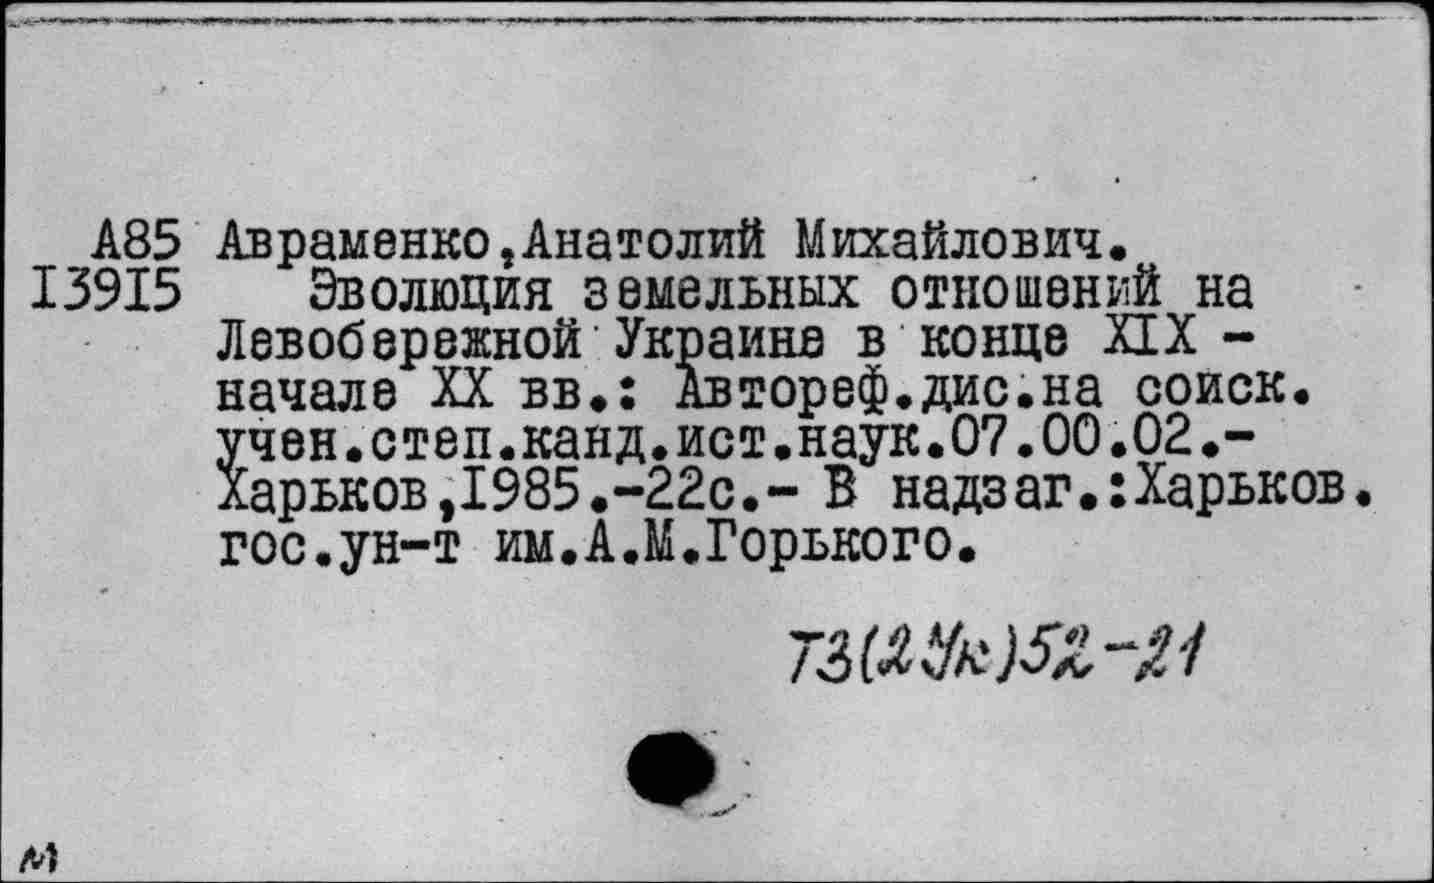 А85 Авраменко,Анатолий Михайлович.
I39I5 Эволюция земельных отношений на
Левобережной Украине в конце XIX -
начале XX вв.: Автореф.дис.на соиск.
учен.степ.канд.ист.наук.07.00.02.-
Харьков,I985.-22с.- В надзаг.:Харьков.
гос.ун-т им.А.М.Горького.
Т3(2Ук)52-21